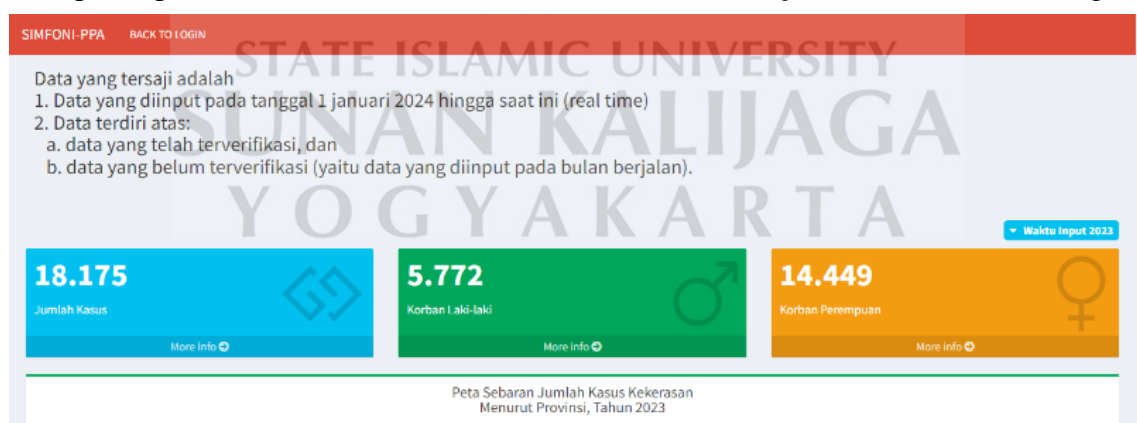 SIMFONI-PPA BACK TO LOGIN
STATE ISLAMIC UNIVERSITY
SUNAN KALIJAGA
YOGYAKARTA
Data yang tersaji adalah
1. Data yang diinput pada tanggal 1 januari 2024 hingga saat ini (real time)
2. Data terdiri atas:
a. data yang telah terverifikasi, dan
b. data yang belum terverifikasi (yaitu data yang diinput pada bulan berjalan).
Waktu Input 2023
18.175
Jumlah Kasus
More info
5.772
Korban Laki-laki
More info
14.449
Korban Perempuan
More info
Peta Sebaran Jumlah Kasus Kekerasan
Menurut Provinsi, Tahun 2023